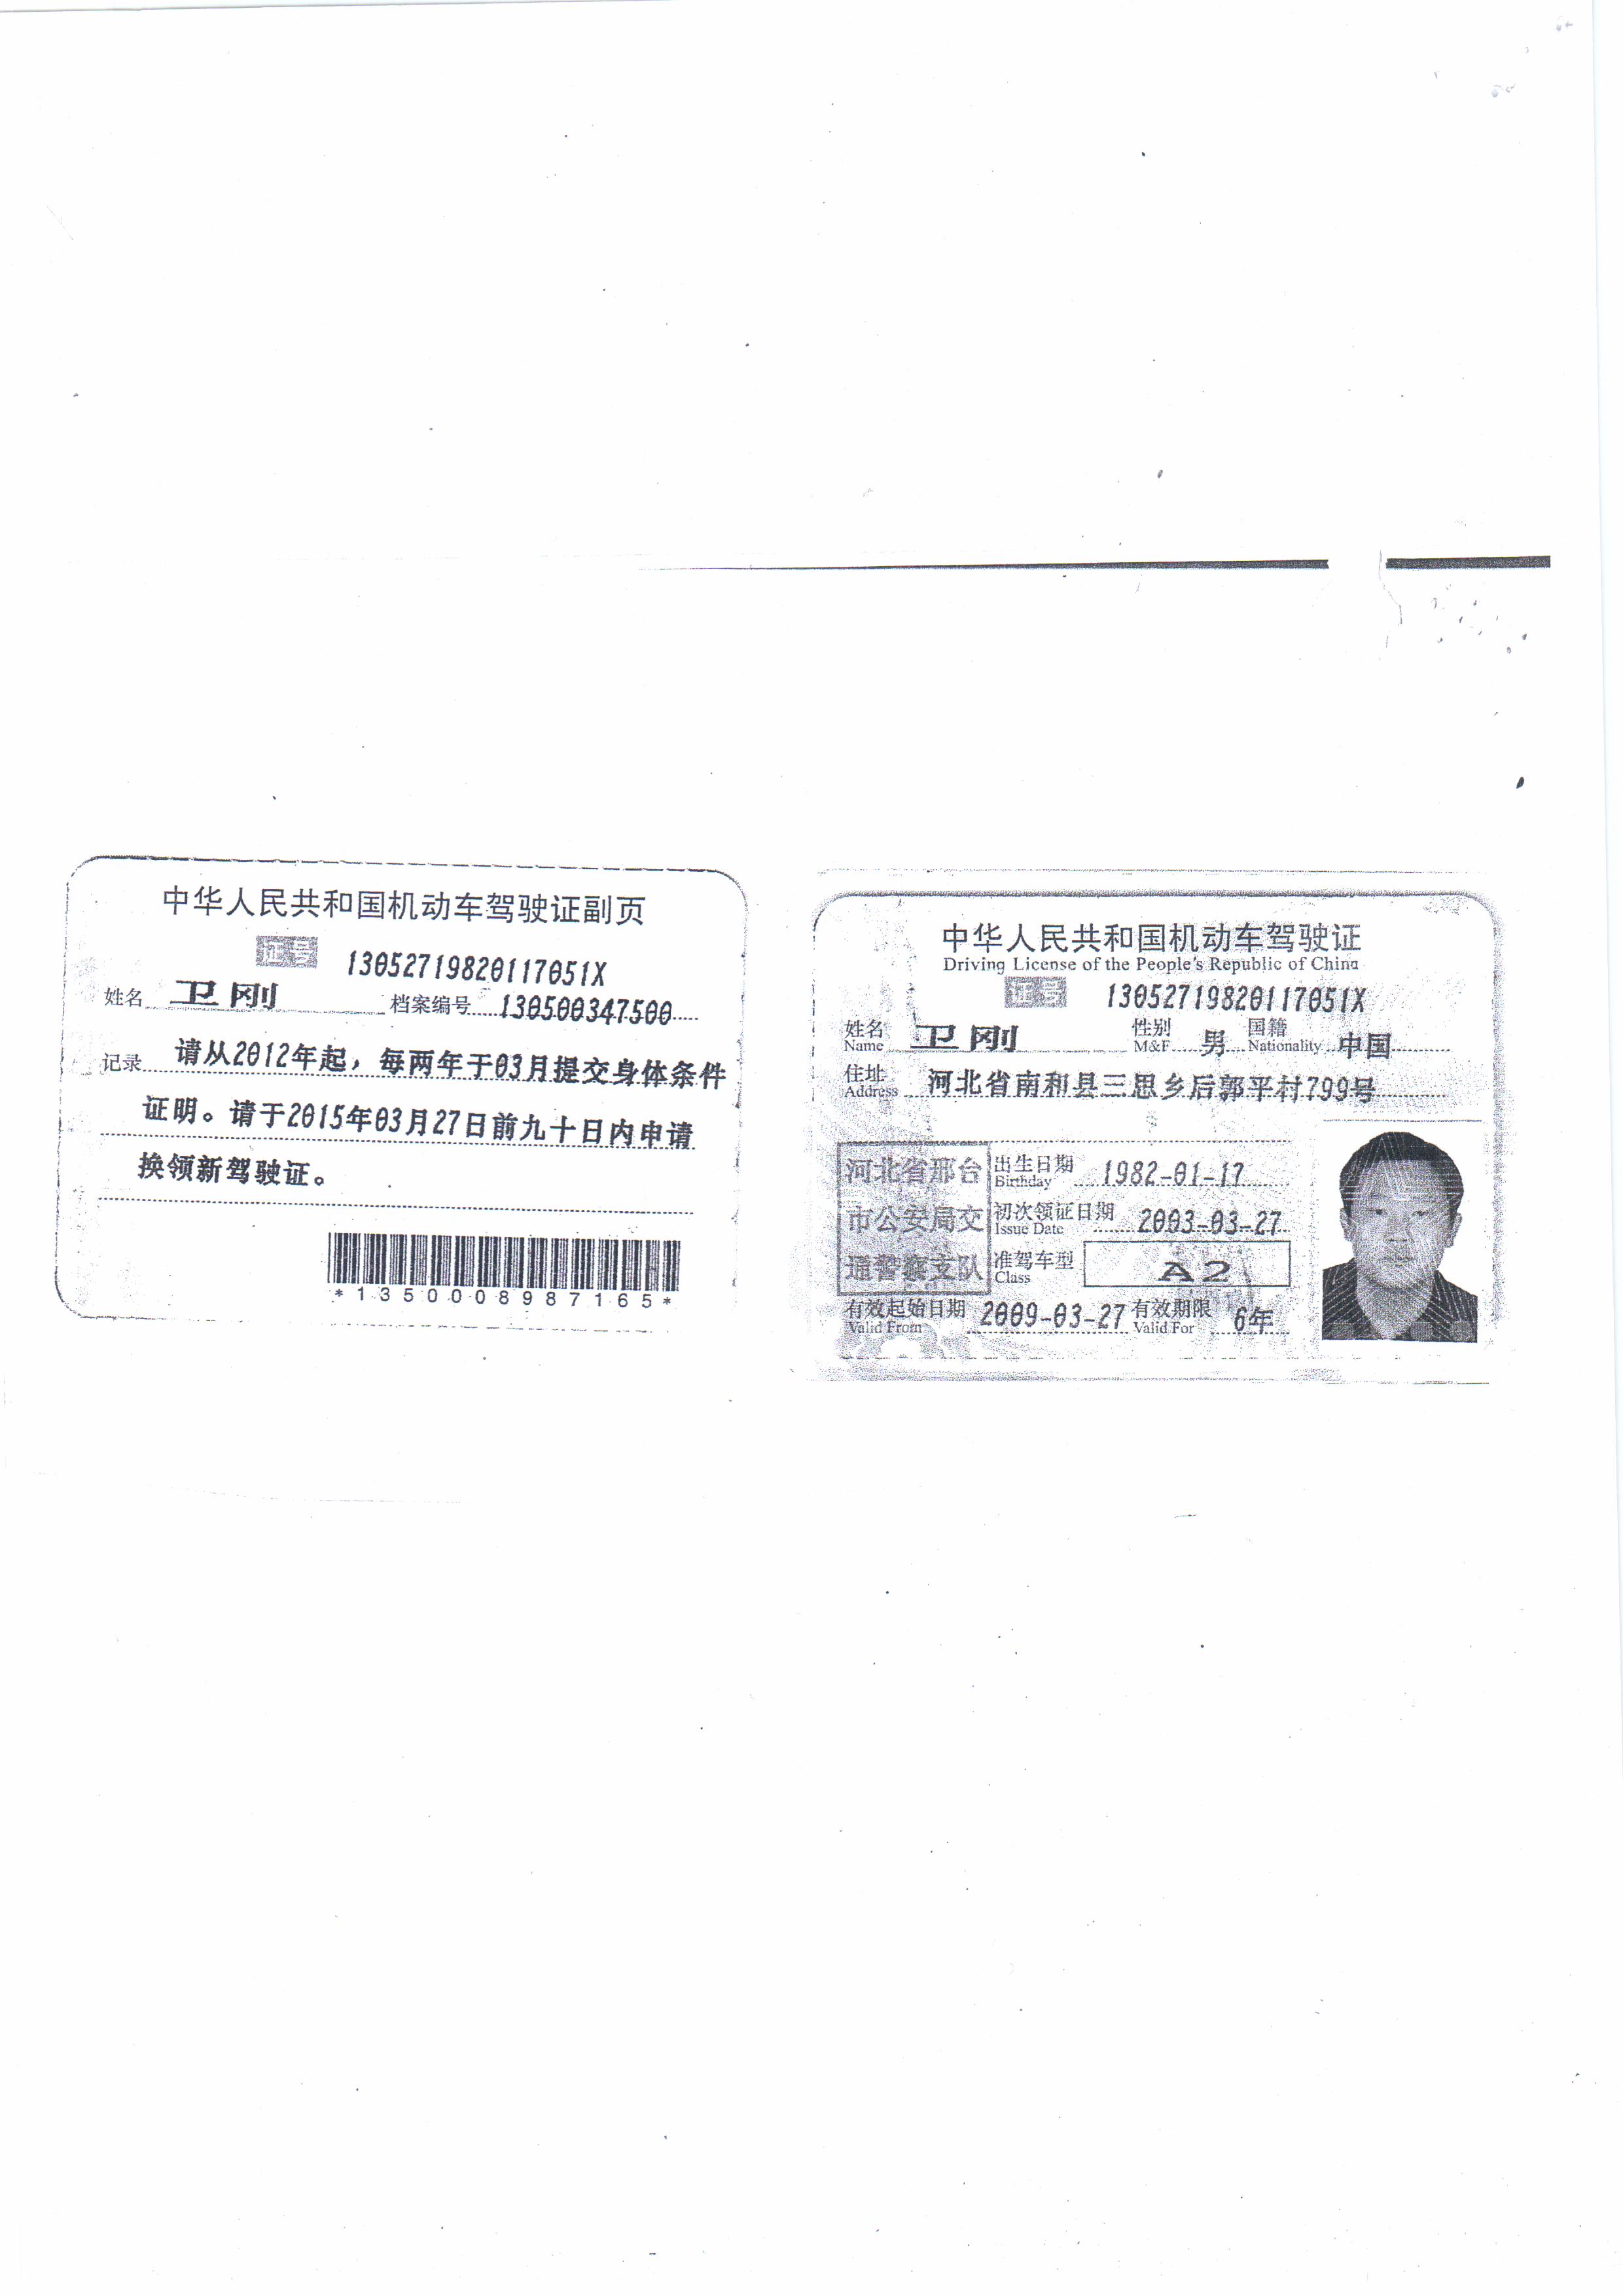 中华人民共和国机动车驾驶证副页
证号 13052719820117051X
姓名 卫刚 档案编号 130500347500
记录 请从2012年起，每两年于03月提交身体条件
证明。请于2015年03月27日前九十日内申请
换领新驾驶证。
*1350008987165*
中华人民共和国机动车驾驶证
Driving License of the People's Republic of China
证号 13052719820117051X
姓名 卫刚 性别 男 国籍 中国
Name M&F Nationality
住址 河北省南和县三思乡后郭平村799号
Address
河北省邢台
市公安局交
通警察支队
出生日期 1982-01-17
Birthday
初次领证日期 2003-03-27
Issue Date
准驾车型 A2
Class
有效起始日期 2009-03-27 有效期限 6年
Valid From Valid For